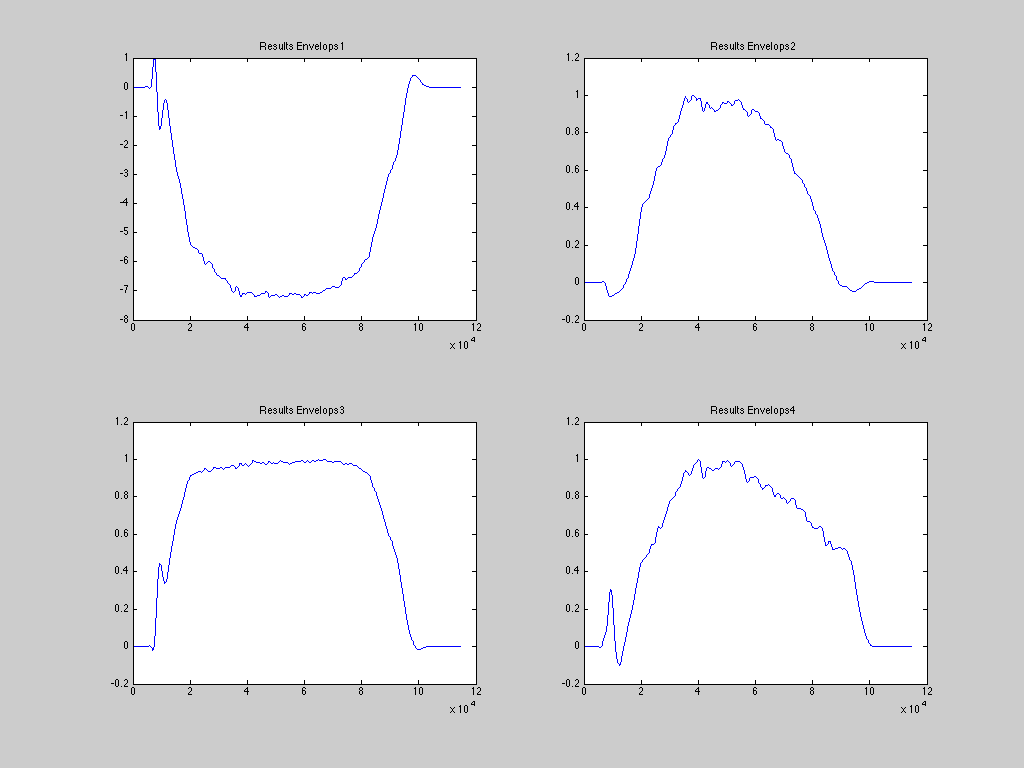 Results Envelops1
1
0
-1
-2
-3
-4
-5
-6
-7
-8
0 2 4 6 8 10 12
x 10^4
Results Envelops2
1.2
1
0.8
0.6
0.4
0.2
0
-0.2
0 2 4 6 8 10 12
x 10^4
Results Envelops3
1.2
1
0.8
0.6
0.4
0.2
0
-0.2
0 2 4 6 8 10 12
x 10^4
Results Envelops4
1.2
1
0.8
0.6
0.4
0.2
0
-0.2
0 2 4 6 8 10 12
x 10^4